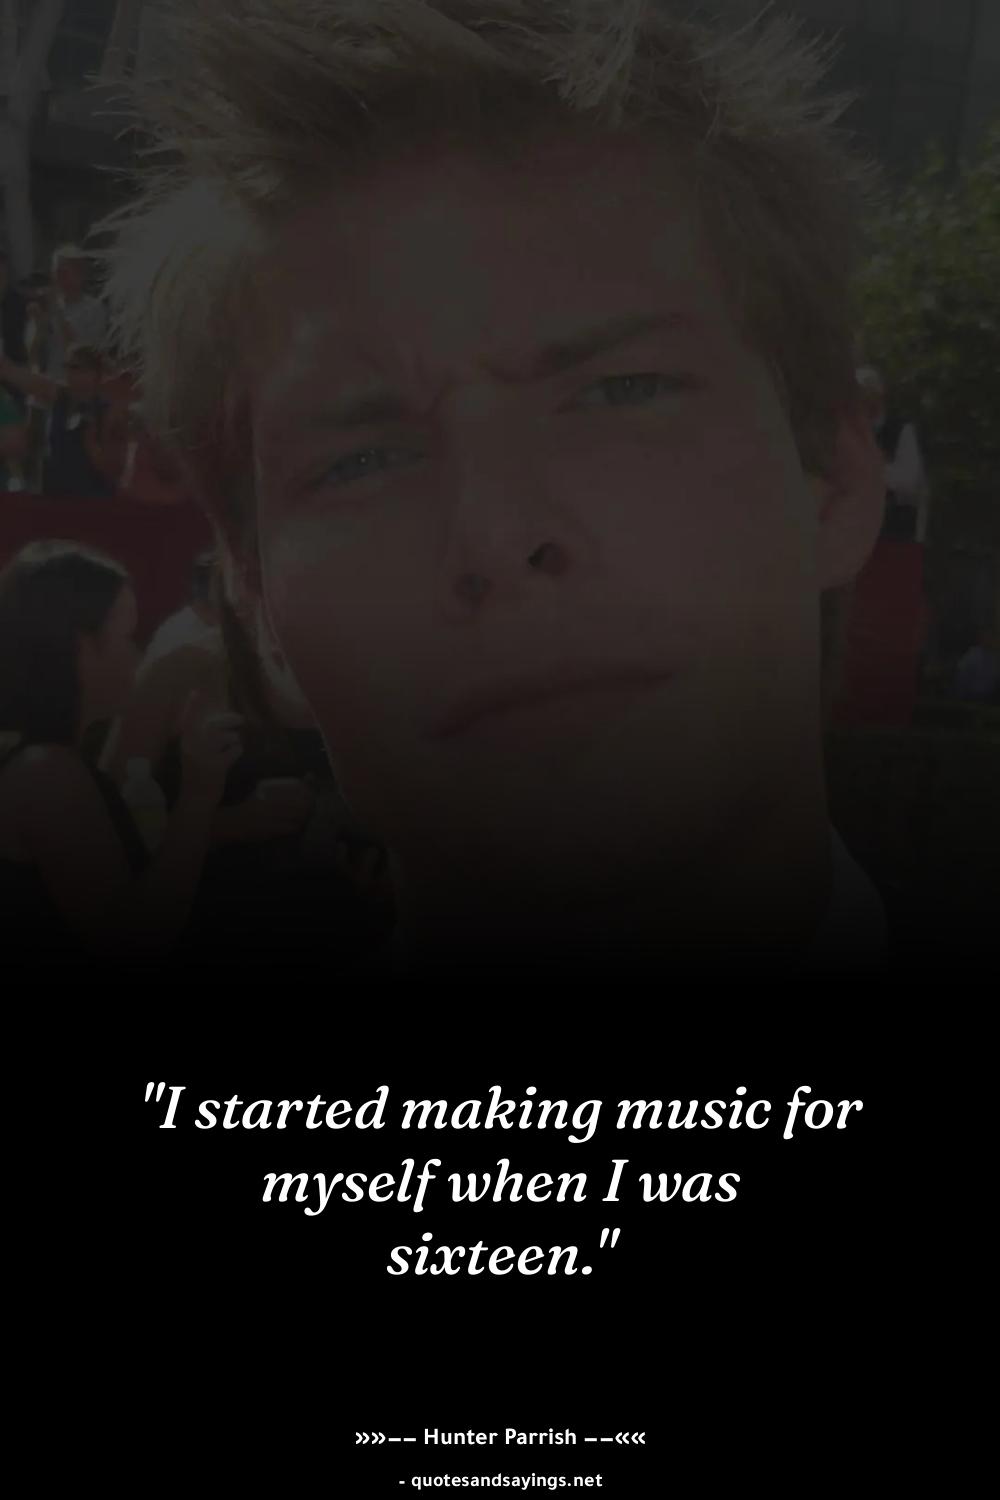 "I started making music for
myself when I was
sixteen."
»»–– Hunter Parrish ––««
- quotesandsayings.net